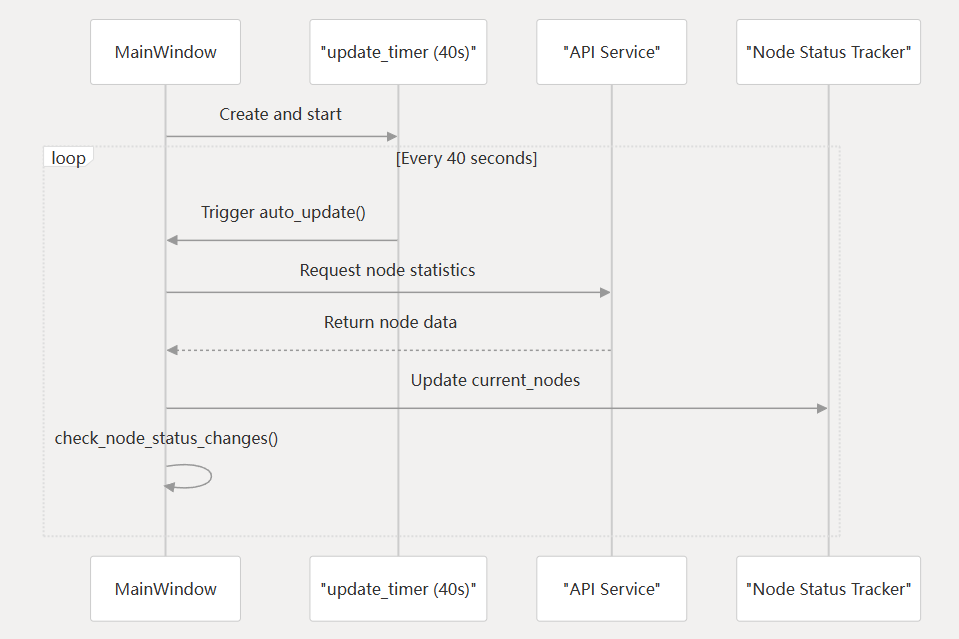 MainWindow
"update_timer (40s)"
"API Service"
"Node Status Tracker"
Create and start
loop
[Every 40 seconds]
Trigger auto_update()
Request node statistics
Return node data
Update current_nodes
check_node_status_changes()
MainWindow
"update_timer (40s)"
"API Service"
"Node Status Tracker"